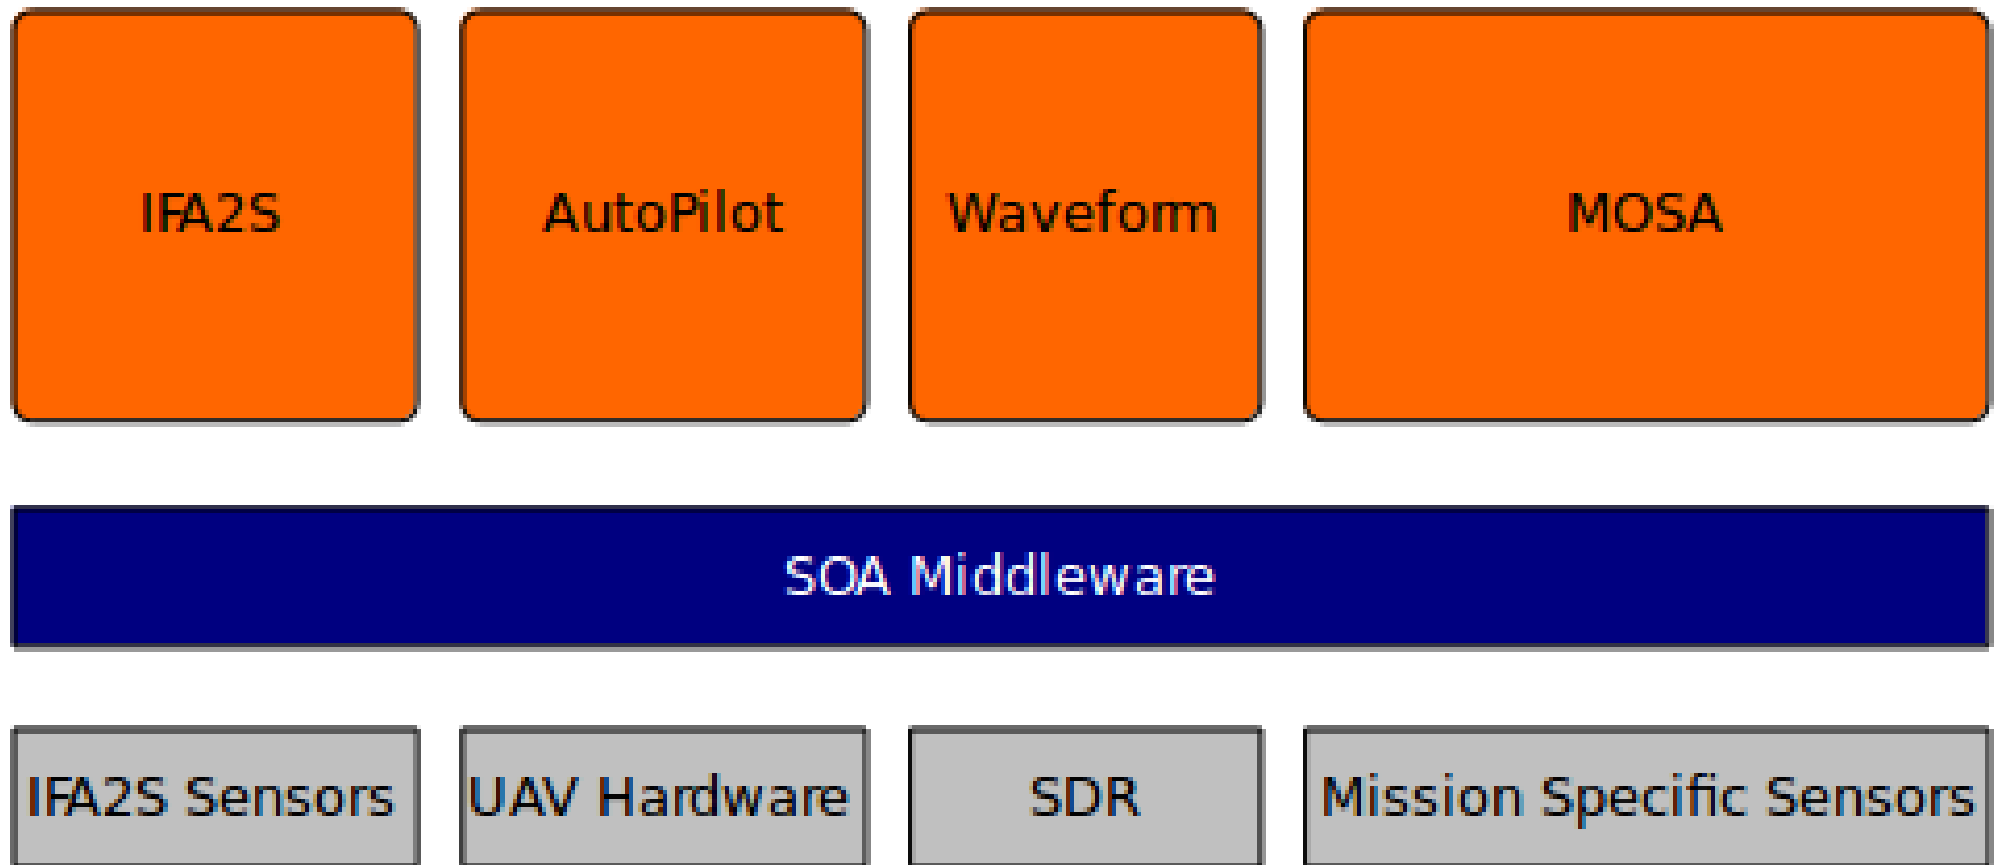 IFA2S AutoPilot Waveform MOSA
SOA Middleware
IFA2S Sensors UAV Hardware SDR Mission Specific Sensors